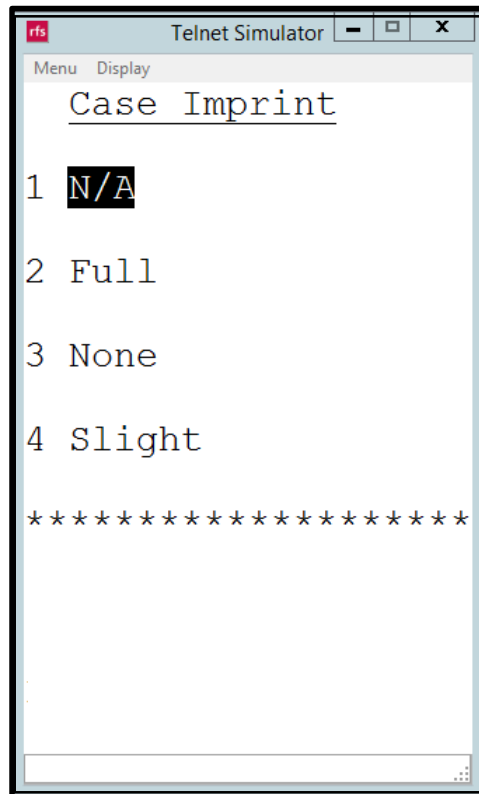 rfs Telnet Simulator
Menu Display
Case Imprint
1 N/A
2 Full
3 None
4 Slight
********************